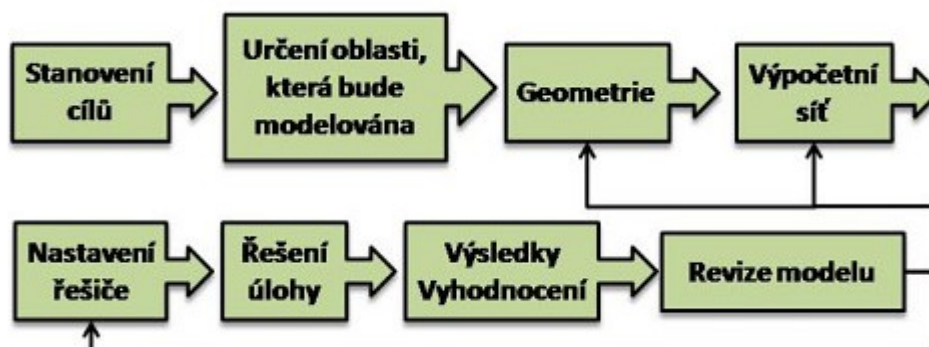 Stanovení
cílů
Určení oblasti,
která bude
modelována
Geometrie
Výpočetní
síť
Nastavení
řešiče
Řešení
úlohy
Výsledky
Vyhodnocení
Revize modelu